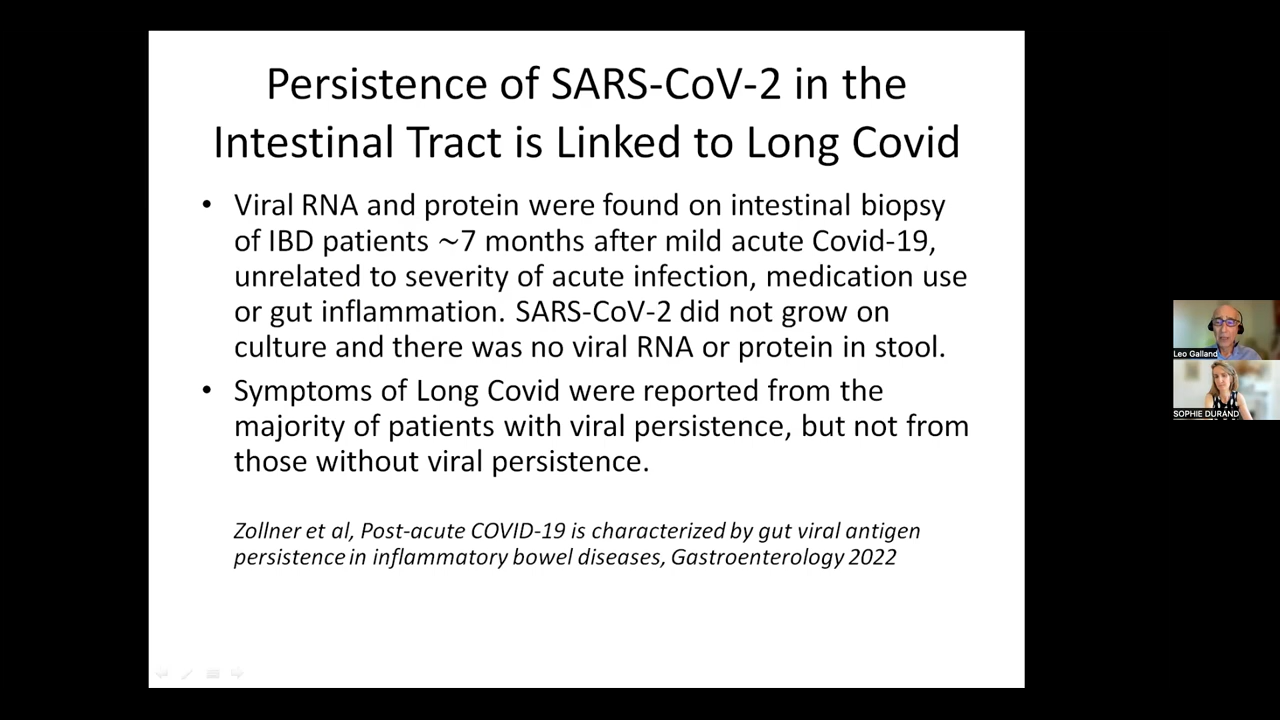 Persistence of SARS-CoV-2 in the
Intestinal Tract is Linked to Long Covid
• Viral RNA and protein were found on intestinal biopsy
of IBD patients ~7 months after mild acute Covid-19,
unrelated to severity of acute infection, medication use
or gut inflammation. SARS-CoV-2 did not grow on
culture and there was no viral RNA or protein in stool.
• Symptoms of Long Covid were reported from the
majority of patients with viral persistence, but not from
those without viral persistence.
Zollner et al, Post-acute COVID-19 is characterized by gut viral antigen
persistence in inflammatory bowel diseases, Gastroenterology 2022
Leo Galland
SOPHIE DURAND